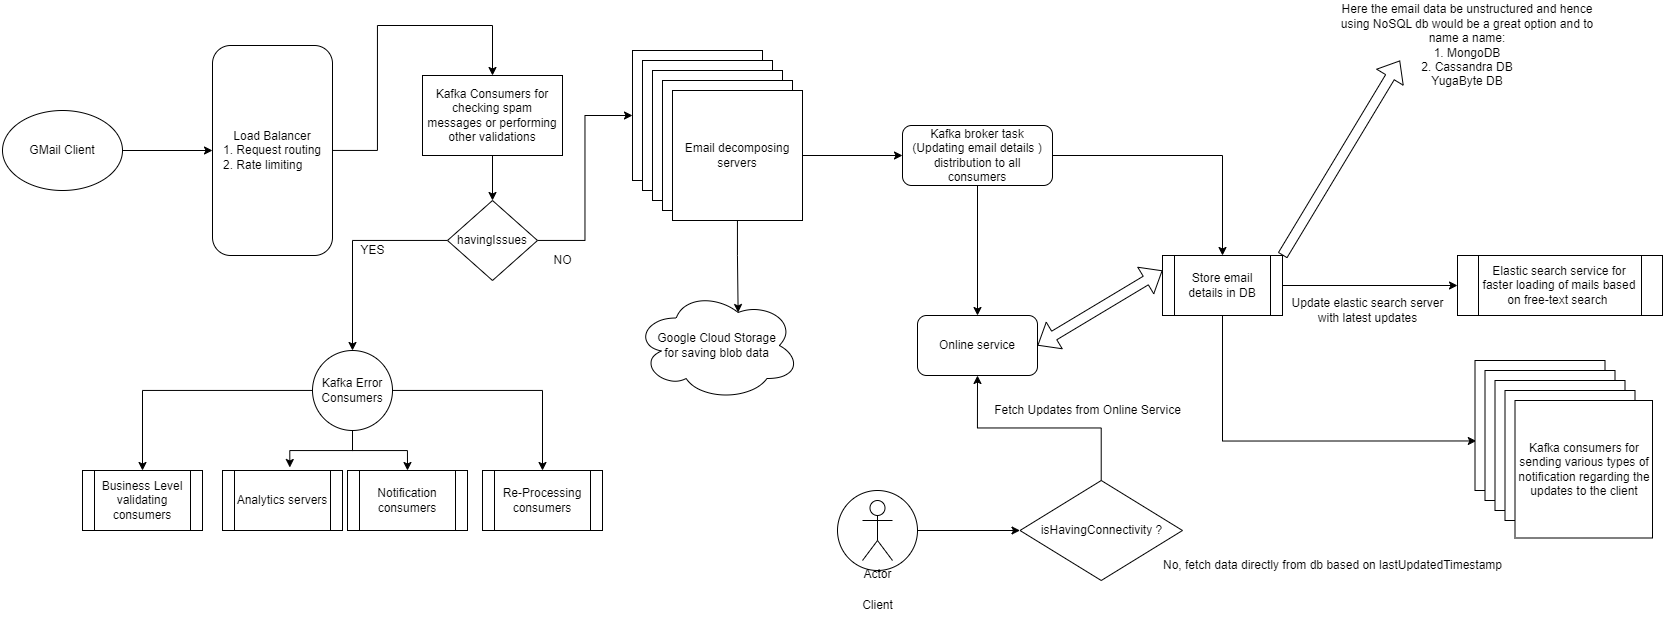 Here the email data be unstructured and hence
using NoSQL db would be a great option and to
name a name:
1. MongoDB
2. Cassandra DB
YugaByte DB
GMail Client
Load Balancer
1. Request routing
2. Rate limiting
Kafka Consumers for
checking spam
messages or performing
other validations
havingIssues
YES
NO
Email decomposing
servers
Google Cloud Storage
for saving blob data
Kafka broker task
(Updating email details )
distribution to all
consumers
Online service
Store email
details in DB
Update elastic search server
with latest updates
Elastic search service for
faster loading of mails based
on free-text search
Kafka Error
Consumers
Business Level
validating
consumers
Analytics servers
Notification
consumers
Re-Processing
consumers
Fetch Updates from Online Service
Kafka consumers for
sending various types of
notification regarding the
updates to the client
isHavingConnectivity ?
No, fetch data directly from db based on lastUpdatedTimestamp
Actor
Client